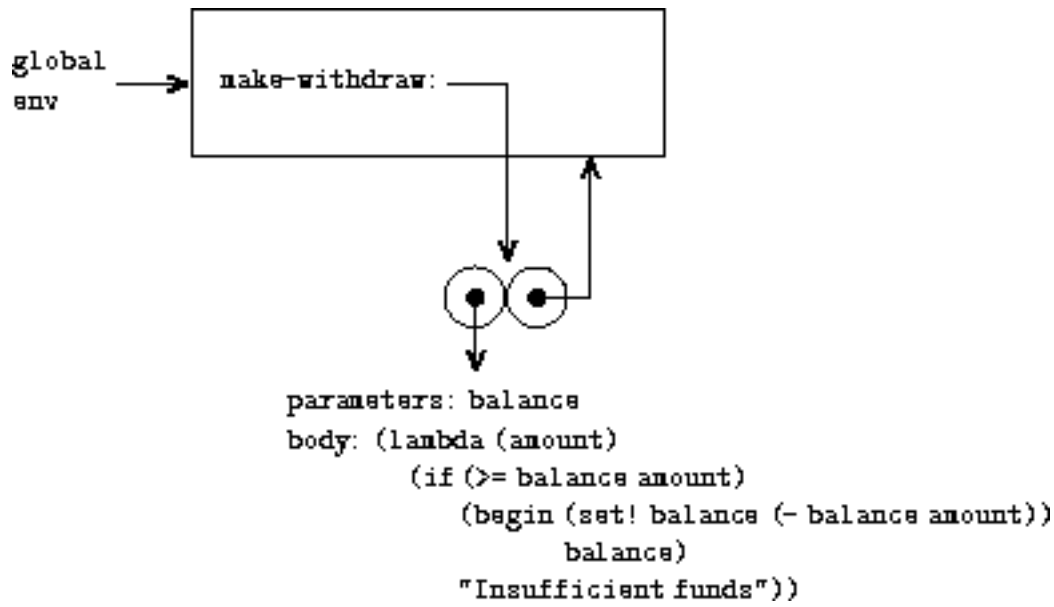 global
env
make-withdraw:
parameters: balance
body: (lambda (amount)
(if (>= balance amount)
(begin (set! balance (- balance amount))
balance)
"Insufficient funds"))